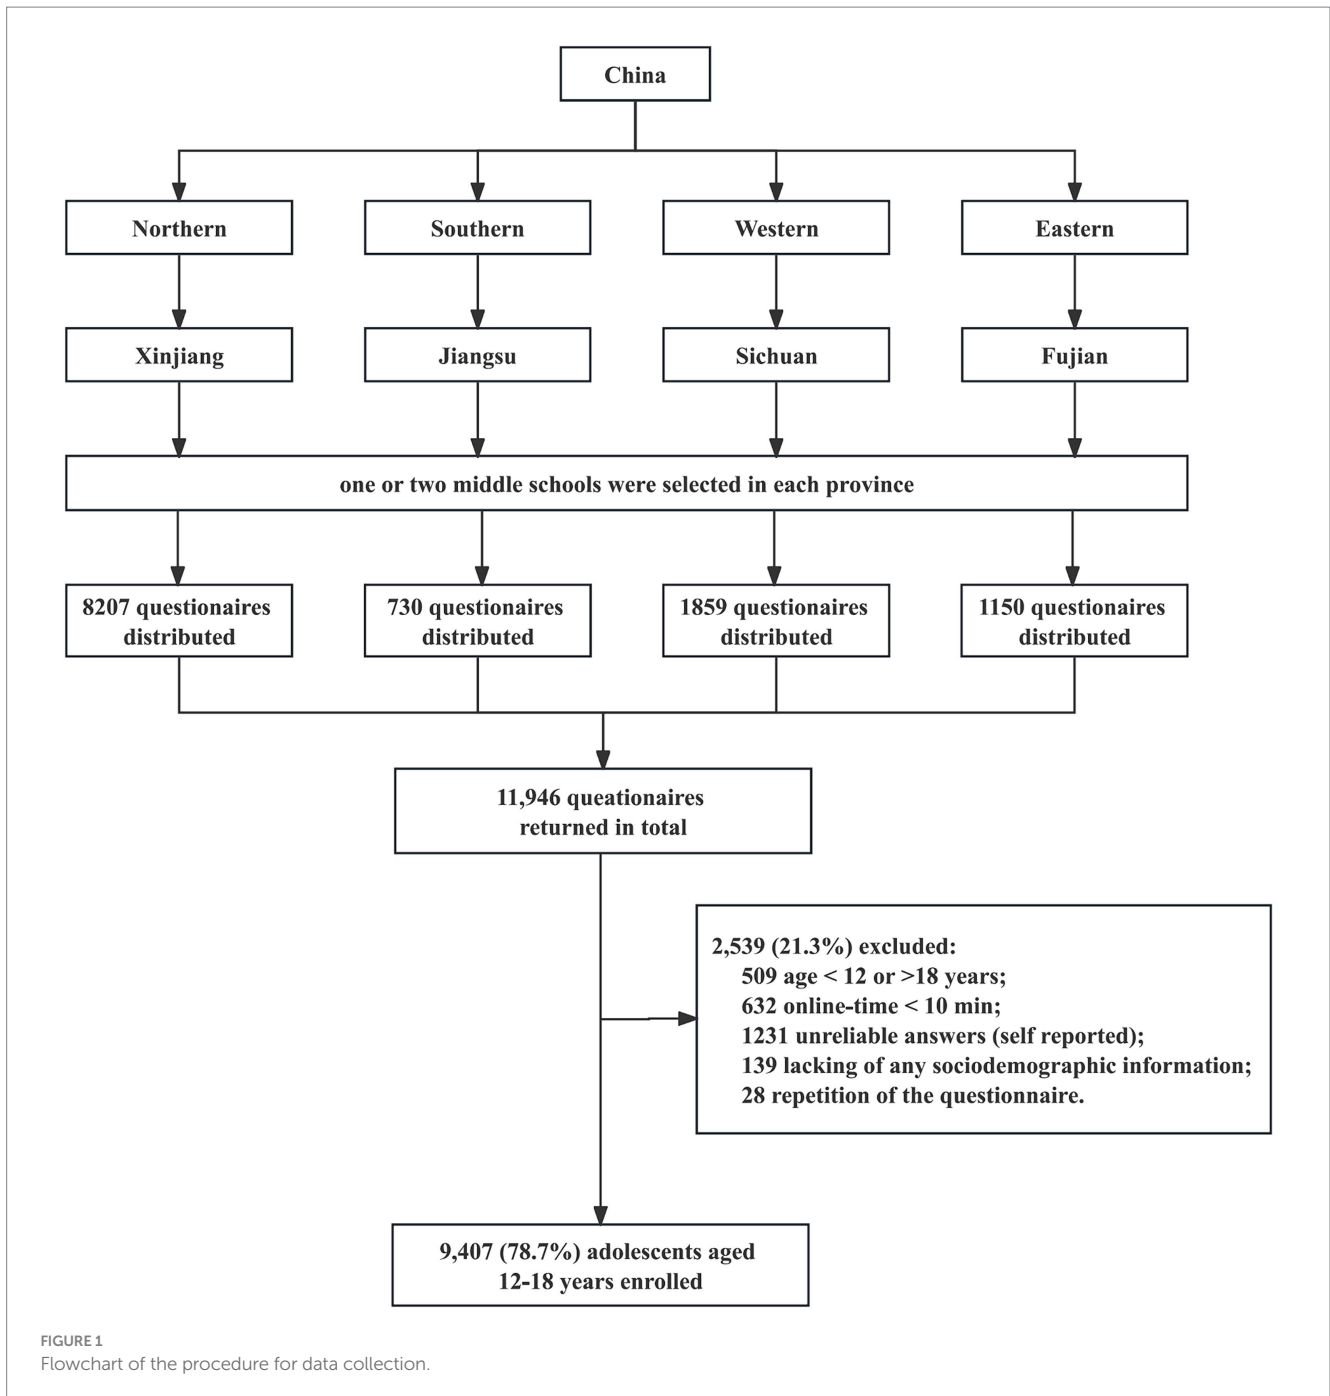 China
Northern
Southern
Western
Eastern
Xinjiang
Jiangsu
Sichuan
Fujian
one or two middle schools were selected in each province
8207 questionaires
distributed
730 questionaires
distributed
1859 questionaires
distributed
1150 questionaires
distributed
11,946 queationaires
returned in total
2,539 (21.3%) excluded:
509 age < 12 or >18 years;
632 online-time < 10 min;
1231 unreliable answers (self reported);
139 lacking of any sociodemographic information;
28 repetition of the questionnaire.
9,407 (78.7%) adolescents aged
12-18 years enrolled
FIGURE 1
Flowchart of the procedure for data collection.